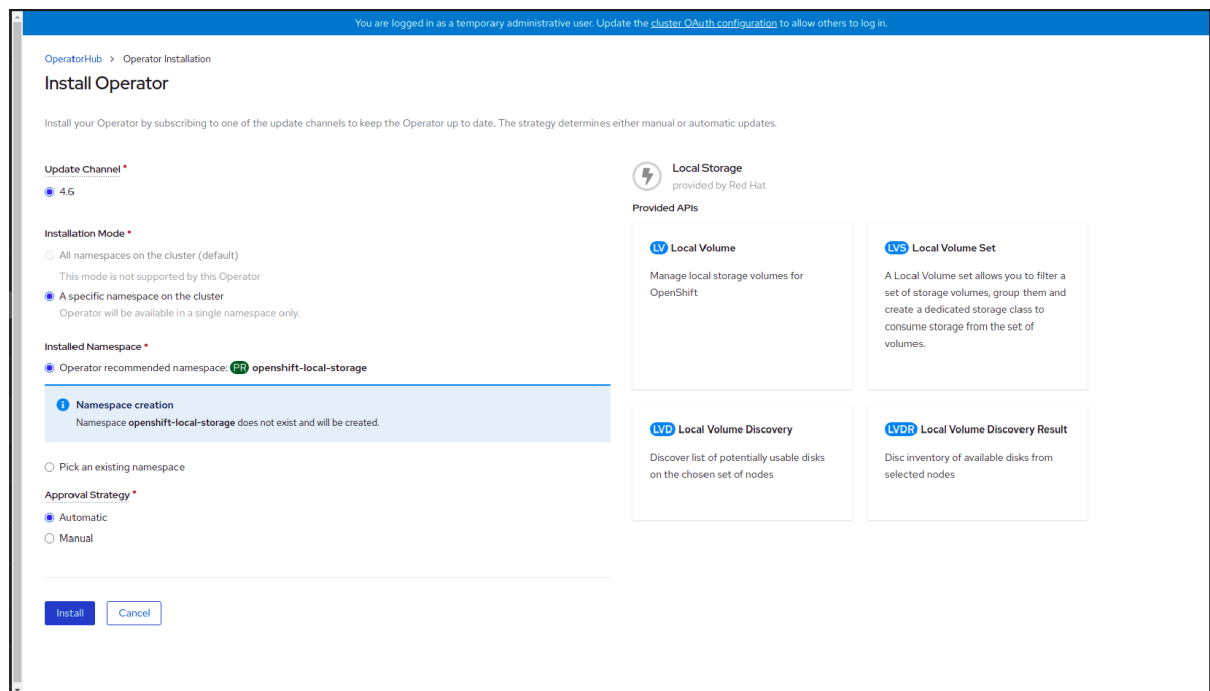 You are logged in as a temporary administrative user. Update the cluster OAuth configuration to allow others to log in.
OperatorHub > Operator Installation
Install Operator
Install your Operator by subscribing to one of the update channels to keep the Operator up to date. The strategy determines either manual or automatic updates.
Update Channel *
4.6
Installation Mode *
All namespaces on the cluster (default)
This mode is not supported by this Operator
A specific namespace on the cluster
Operator will be available in a single namespace only.
Installed Namespace *
Operator recommended namespace: PR openshift-local-storage
Namespace creation
Namespace openshift-local-storage does not exist and will be created.
Pick an existing namespace
Approval Strategy *
Automatic
Manual
Install
Cancel
Local Storage
provided by Red Hat
Provided APIs
LV Local Volume
Manage local storage volumes for
OpenShift
LVS Local Volume Set
A Local Volume set allows you to filter a
set of storage volumes, group them and
create a dedicated storage class to
consume storage from the set of
volumes.
LVD Local Volume Discovery
Discover list of potentially usable disks
on the chosen set of nodes
LVDR Local Volume Discovery Result
Disc inventory of available disks from
selected nodes